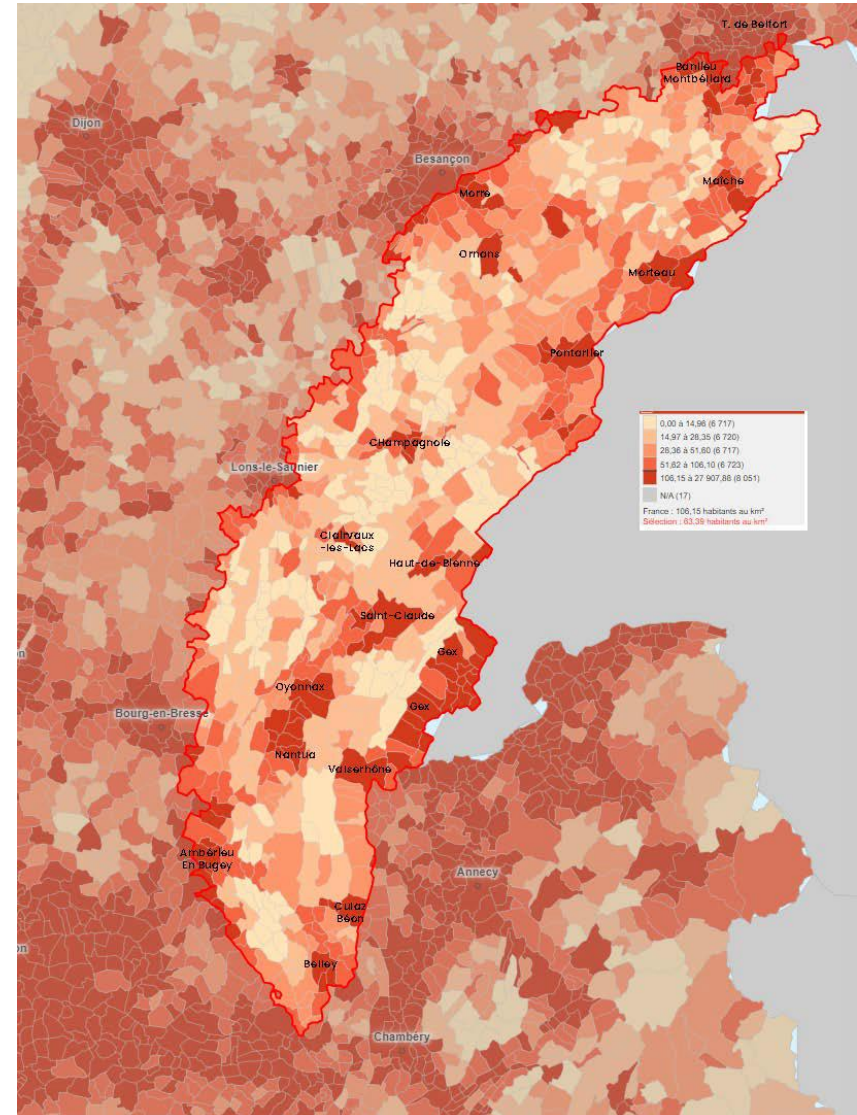 T. de Belfort
Banlieu
Montbéliard
Dijon
Besançon
Maîche
Morre
Ornans
Morteau
Pontarlier
0,00 à 14,96 (6 717)
14,97 à 28,35 (6 720)
28,36 à 51,60 (6 717)
51,62 à 106,10 (6 723)
106,15 à 27 907,88 (8 051)
N/A (17)
France : 106,15 habitants au km²
Sélection : 63,39 habitants au km²
CHampagnole
Lons-le-Saunier
Clairvaux
-les-Lacs
Haut-de-Bienne
Saint-Claude
Gex
Oyonnax
Gex
Bourg-en-Bresse
Nantua
Valserhône
Ambérieu
En Bugey
Annecy
Culoz
Béon
Belley
Chambéry